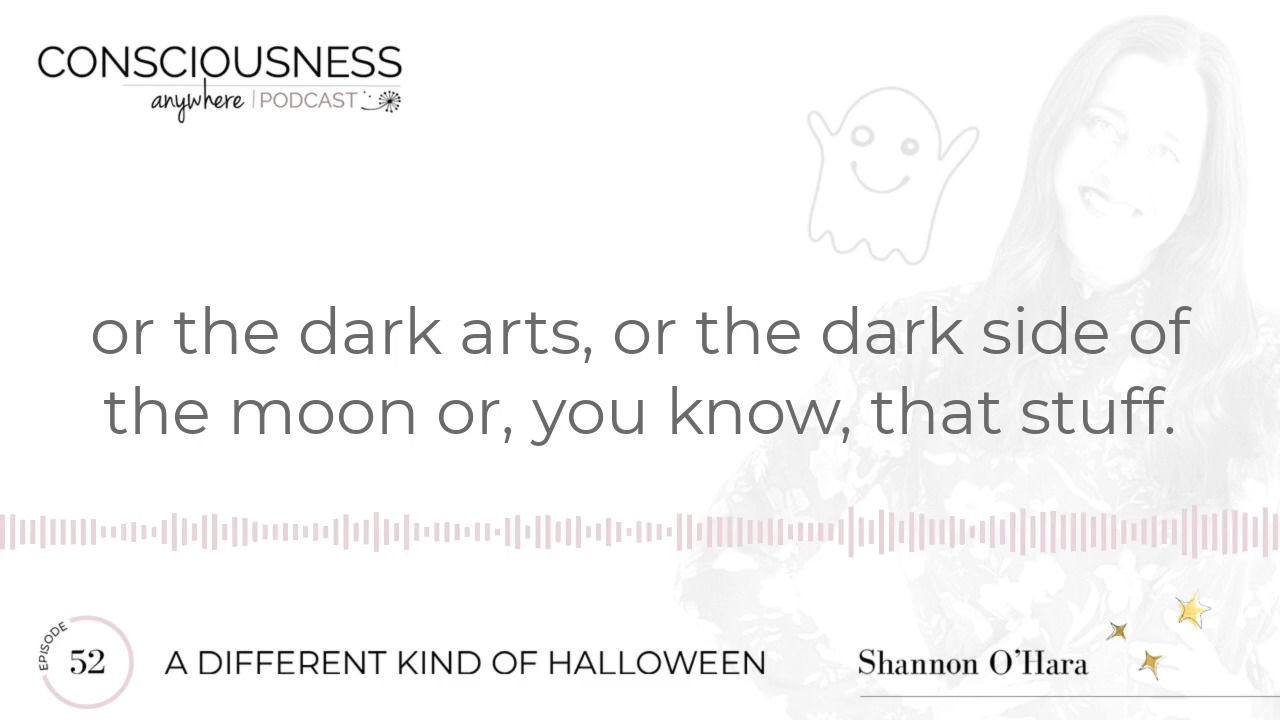 CONSCIOUSNESS
anywhere | PODCAST
or the dark arts, or the dark side of
the moon or, you know, that stuff.
EPISODE
52
A DIFFERENT KIND OF HALLOWEEN
Shannon O'Hara